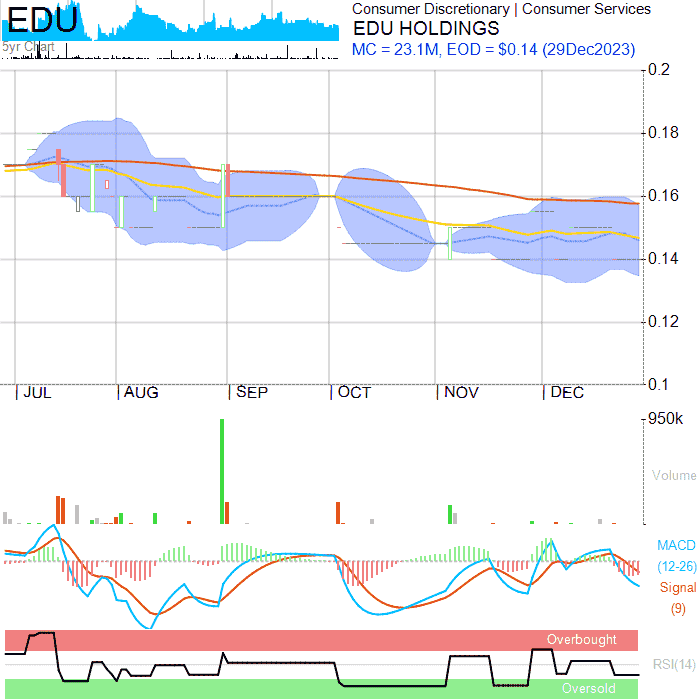 EDU
Consumer Discretionary | Consumer Services
EDU HOLDINGS
MC = 23.1M, EOD = $0.14 (29Dec2023)
5yr Chart
0.2
0.18
0.16
0.14
0.12
0.1
JUL AUG SEP OCT NOV DEC
950k
Volume
MACD
(12-26)
Signal
(9)
Overbought
RSI(14)
Oversold